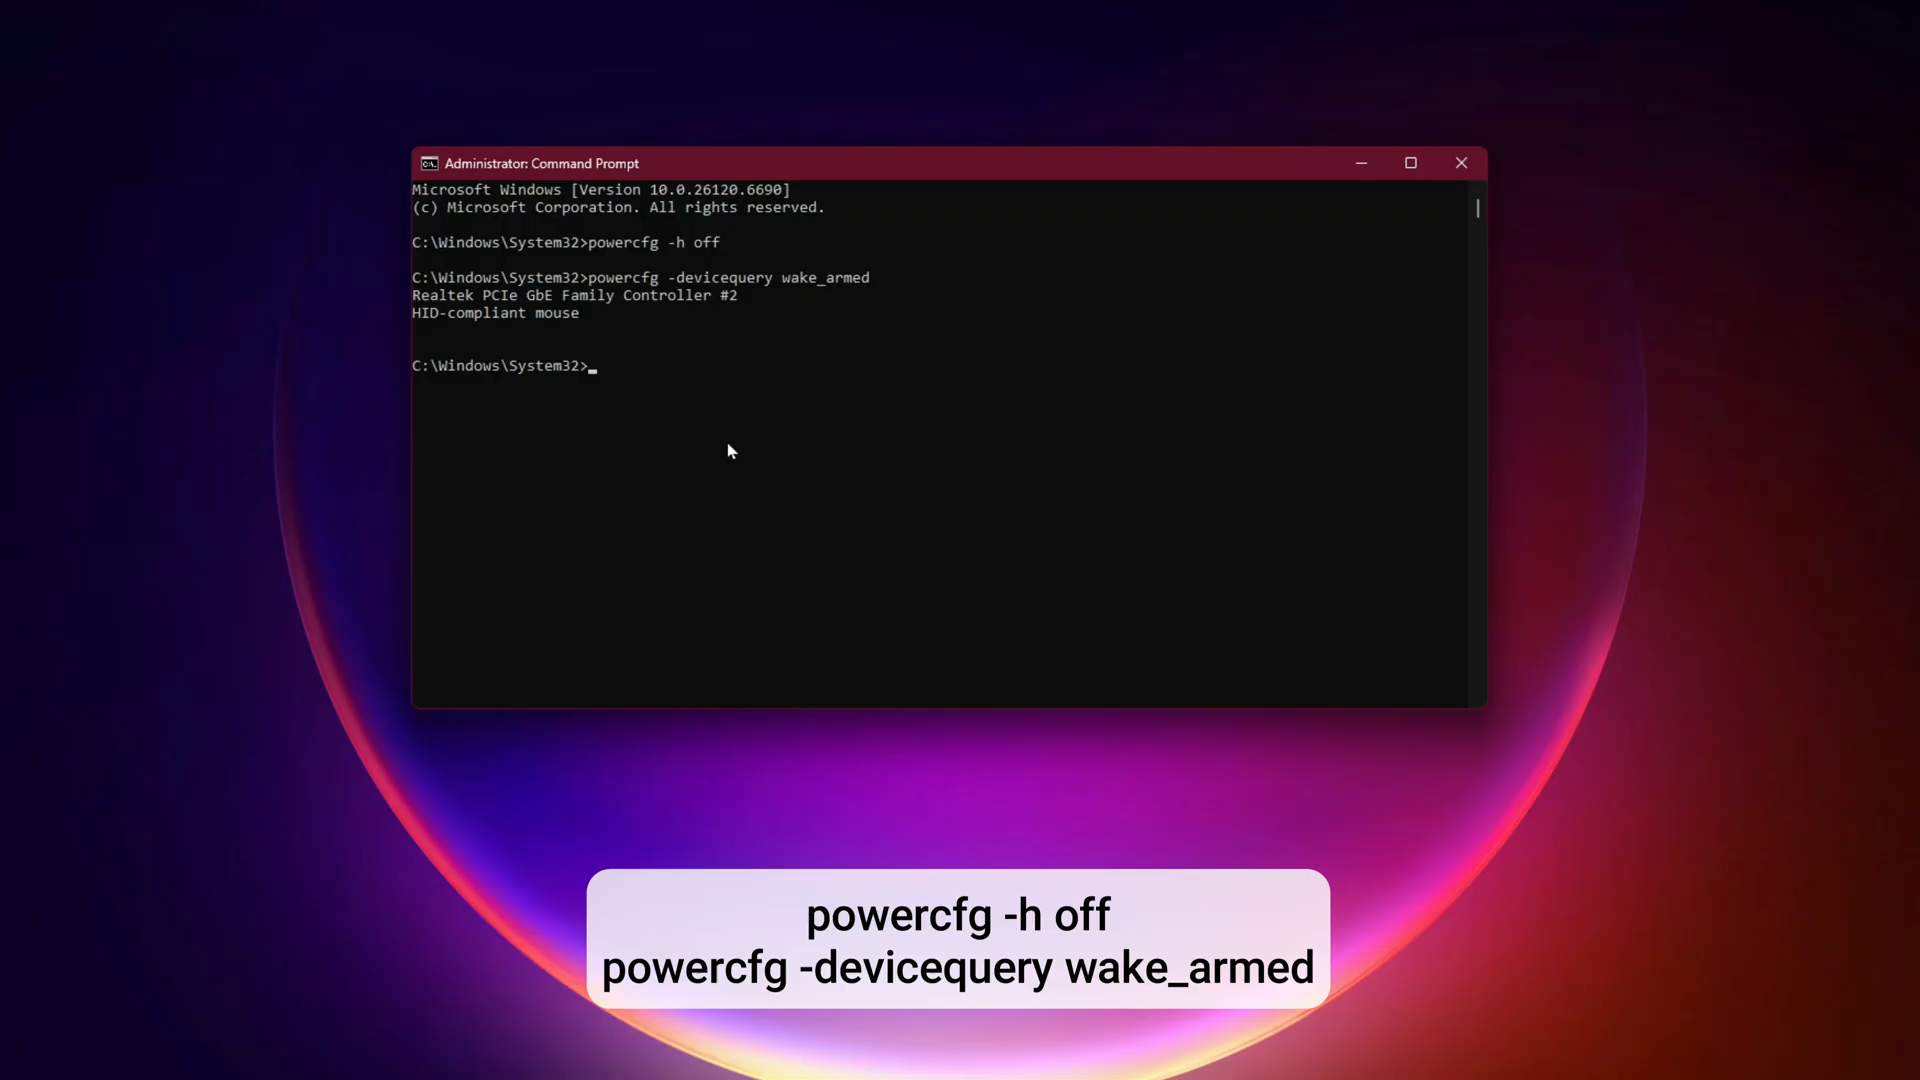 Administrator: Command Prompt
Microsoft Windows [Version 10.0.26120.6690]
(c) Microsoft Corporation. All rights reserved.
C:\Windows\System32>powercfg -h off
C:\Windows\System32>powercfg -devicequery wake_armed
Realtek PCIe GbE Family Controller #2
HID-compliant mouse
C:\Windows\System32>
powercfg -h off
powercfg -devicequery wake_armed